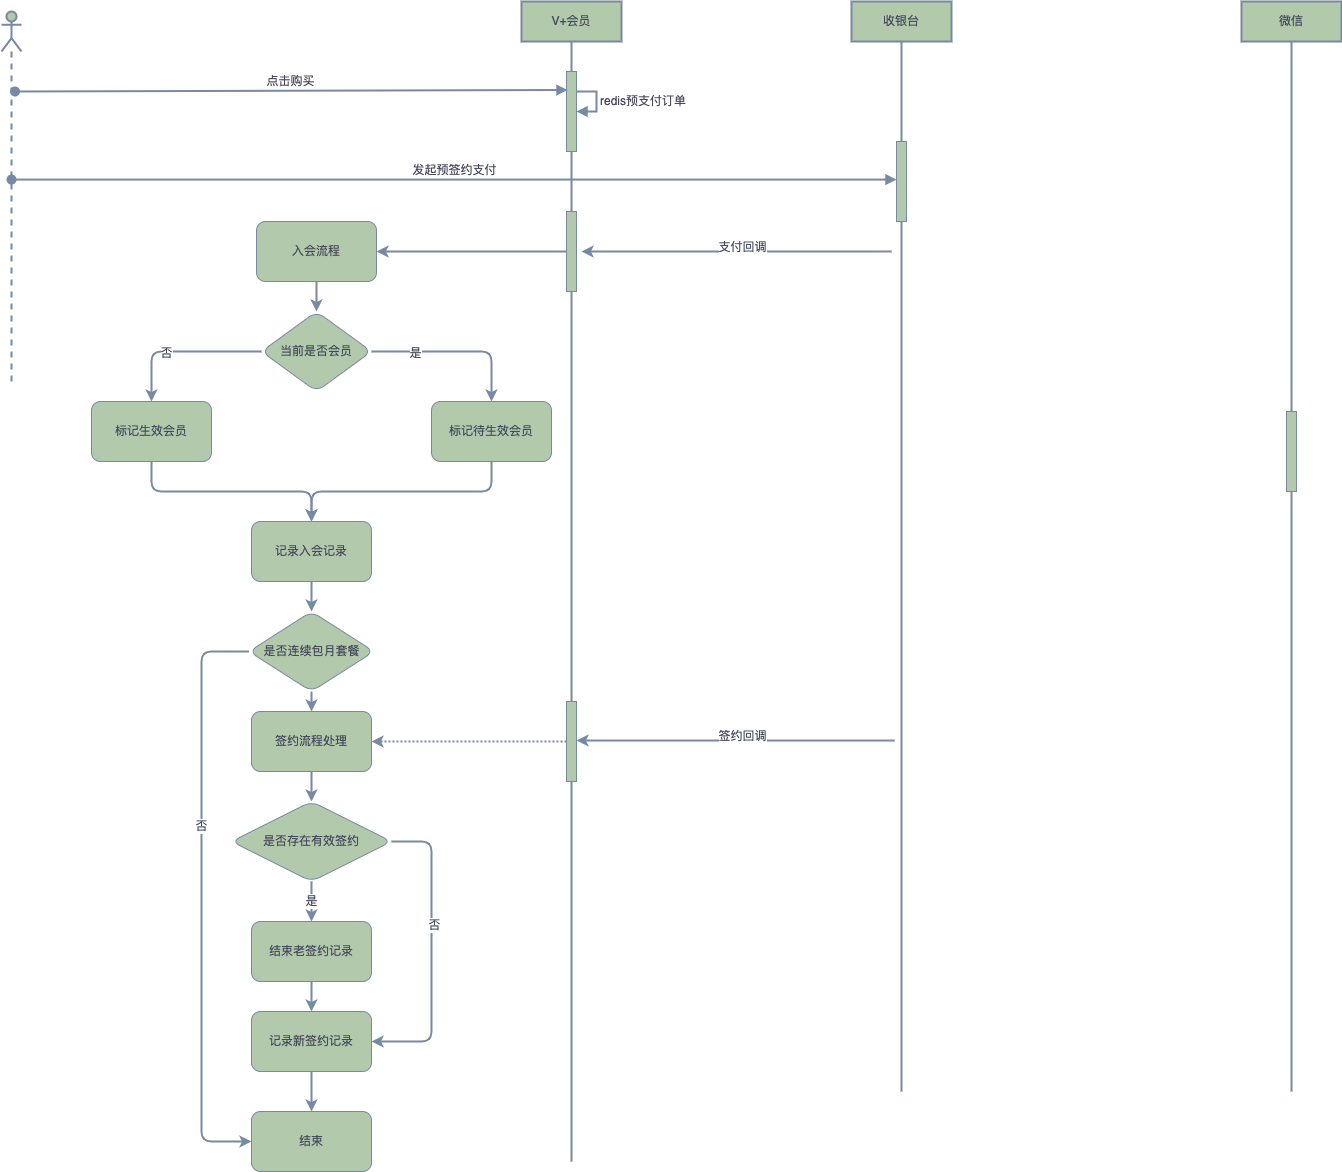 V+会员
收银台
微信
点击购买
redis预支付订单
发起预签约支付
入会流程
支付回调
当前是否会员
否
是
标记生效会员
标记待生效会员
记录入会记录
是否连续包月套餐
签约流程处理
签约回调
否
是否存在有效签约
是
否
结束老签约记录
记录新签约记录
结束